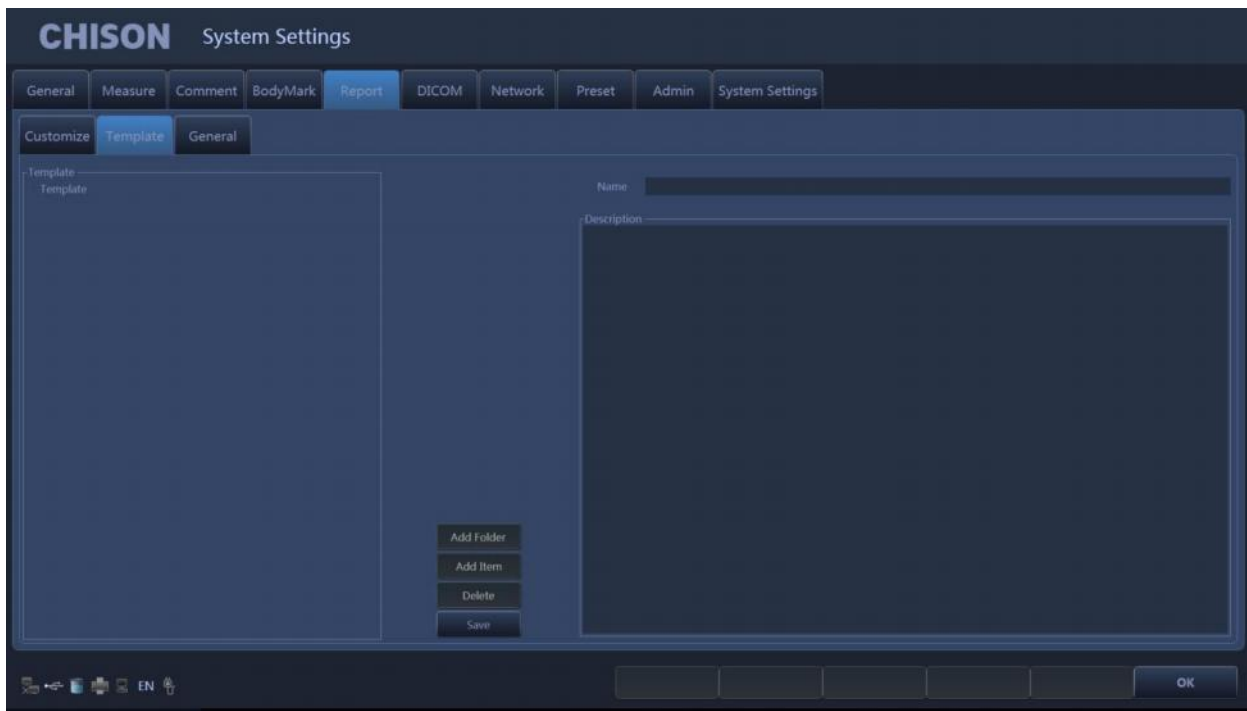 CHISON System Settings
General Measure Comment BodyMark Report DICOM Network Preset Admin System Settings
Customize Template General
Template
Template
Name
Description
Add Folder
Add Item
Delete
Save
EN
OK